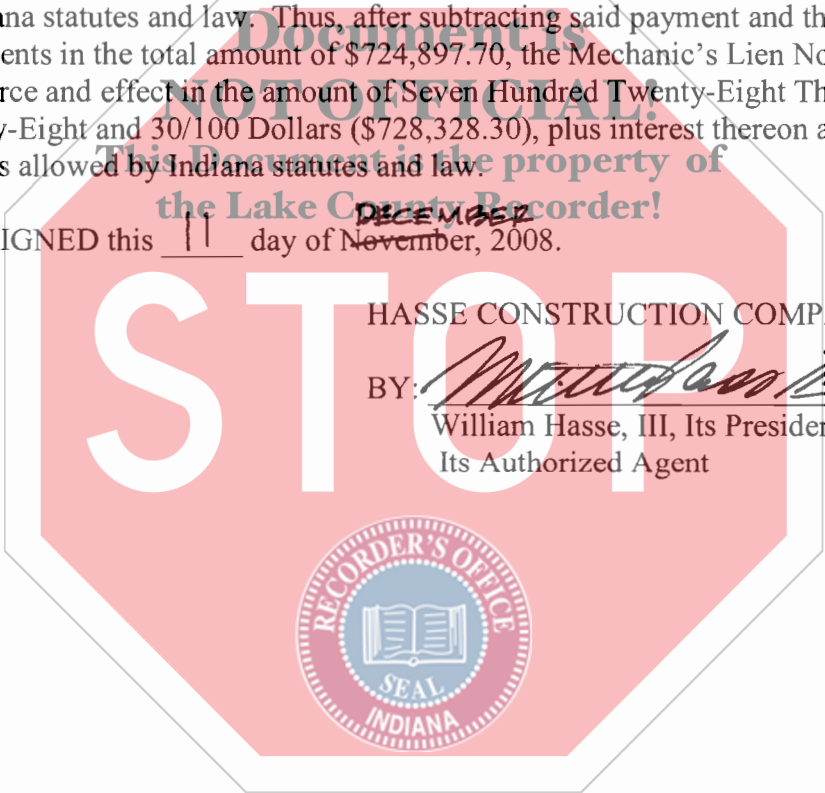 ana statutes and law. Thus, after subtracting said payment and th
ents in the total amount of $724,897.70, the Mechanic's Lien No
rce and effect in the amount of Seven Hundred Twenty-Eight Th
y-Eight and 30/100 Dollars ($728,328.30), plus interest thereon a
s allowed by Indiana statutes and law.
Document is
NOT OFFICIAL!
This Document is the property of
the Lake County Recorder!
DECEMBER
IGNED this 11 day of November, 2008.
HASSE CONSTRUCTION COMP
BY:
William Hasse, III, Its Presiden
Its Authorized Agent
STOP
RECORDER'S OFFICE
SEAL
INDIANA